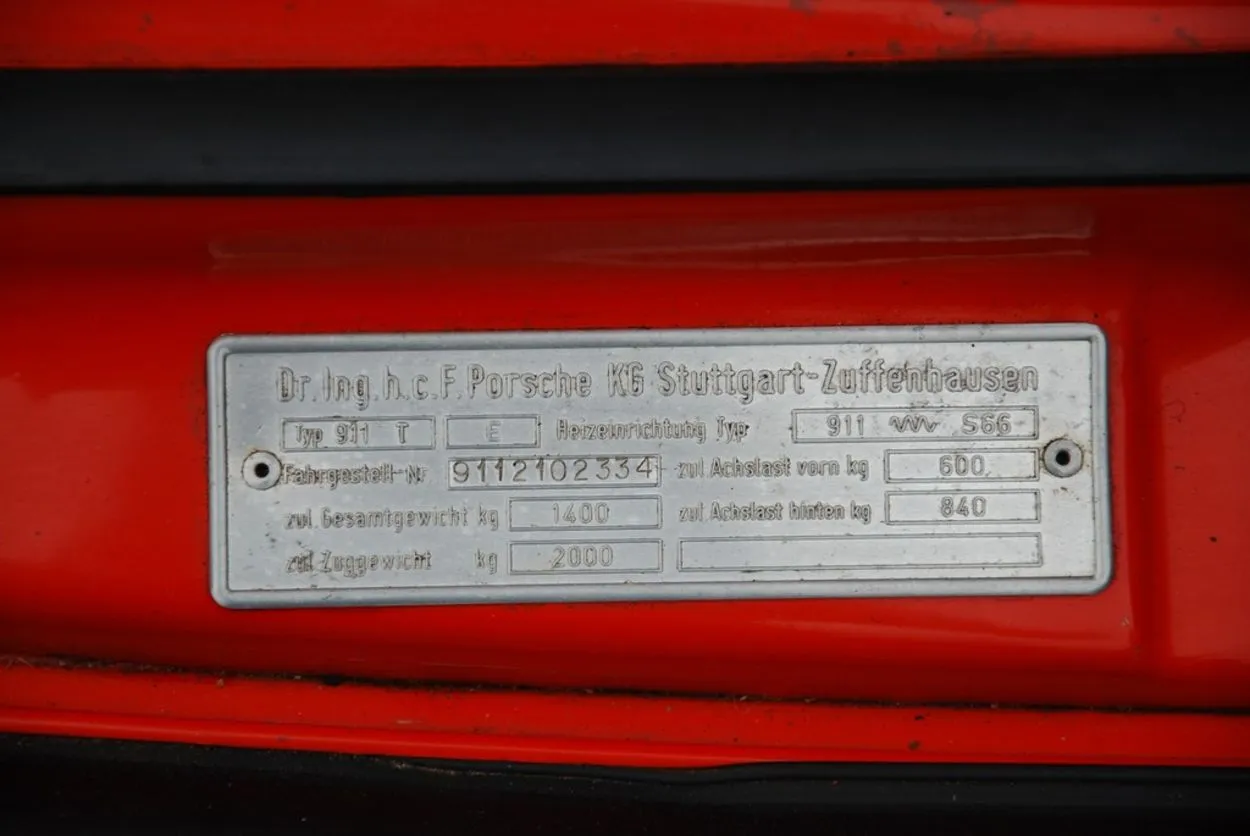 Dr. Ing. h. c. F. Porsche KG Stuttgart-Zuffenhausen
Typ 911 T E Heizeinrichtung Typ 911 S66
Fahrgestell-Nr 9112102334 zul. Achslast vorn kg 600
zul. Gesamtgewicht kg 1400 zul. Achslast hinten kg 840
zul. Zuggewicht kg 2000